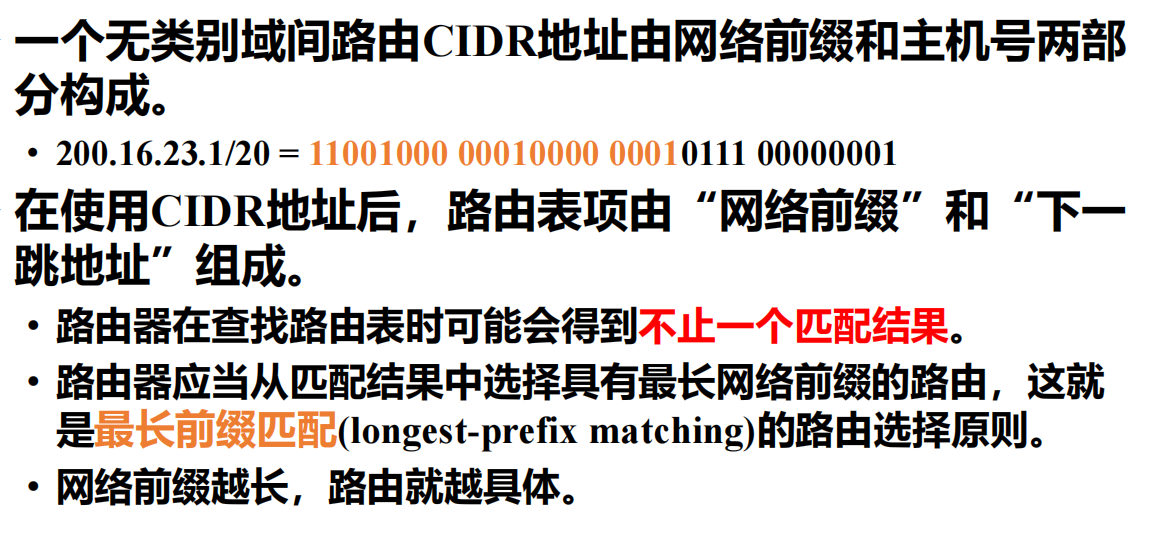 一个无类别域间路由CIDR地址由网络前缀和主机号两部
分构成。
• 200.16.23.1/20 = 11001000 00010000 00010111 00000001
在使用CIDR地址后，路由表项由“网络前缀”和“下一
跳地址”组成。
• 路由器在查找路由表时可能会得到不止一个匹配结果。
• 路由器应当从匹配结果中选择具有最长网络前缀的路由，这就
是最长前缀匹配(longest-prefix matching)的路由选择原则。
• 网络前缀越长，路由就越具体。